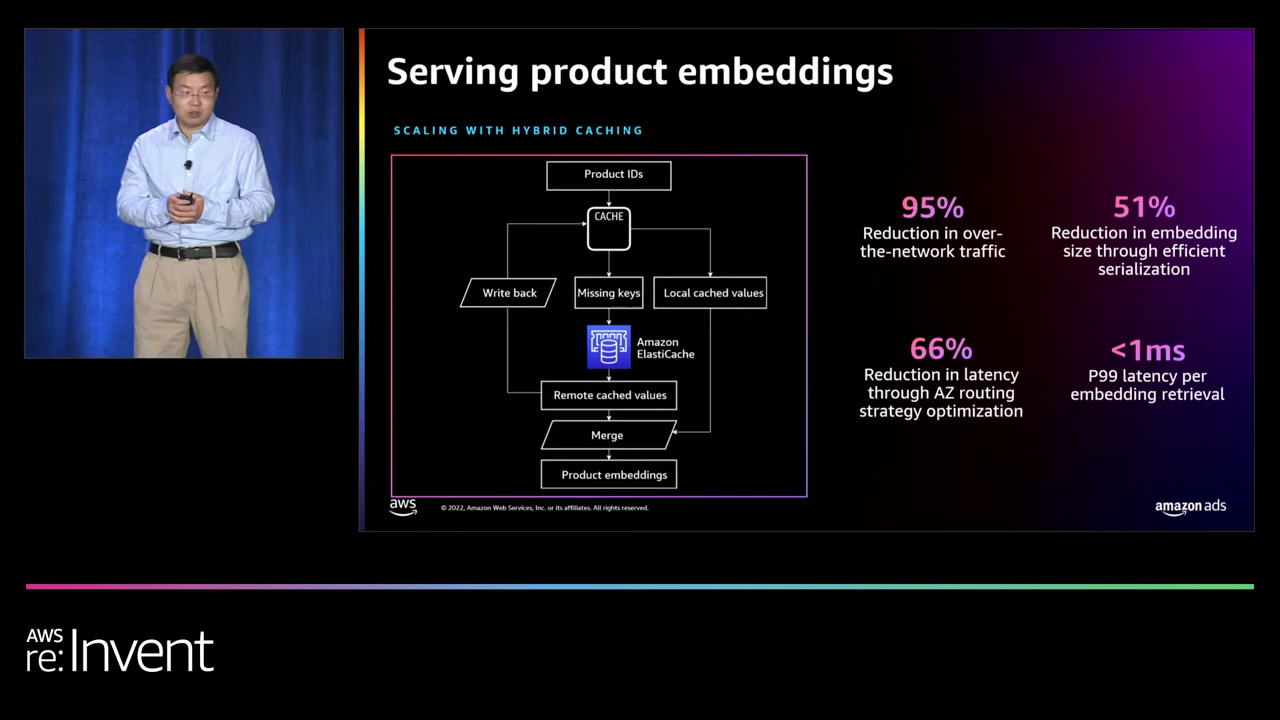 Serving product embeddings
SCALING WITH HYBRID CACHING
Product IDs
CACHE
Write back
Missing keys
Local cached values
Amazon
ElastiCache
Remote cached values
Merge
Product embeddings
95%
Reduction in over-
the-network traffic
51%
Reduction in embedding
size through efficient
serialization
66%
Reduction in latency
through AZ routing
strategy optimization
<1ms
P99 latency per
embedding retrieval
aws
© 2022, Amazon Web Services, Inc. or its affiliates. All rights reserved.
amazon ads
AWS
re:Invent